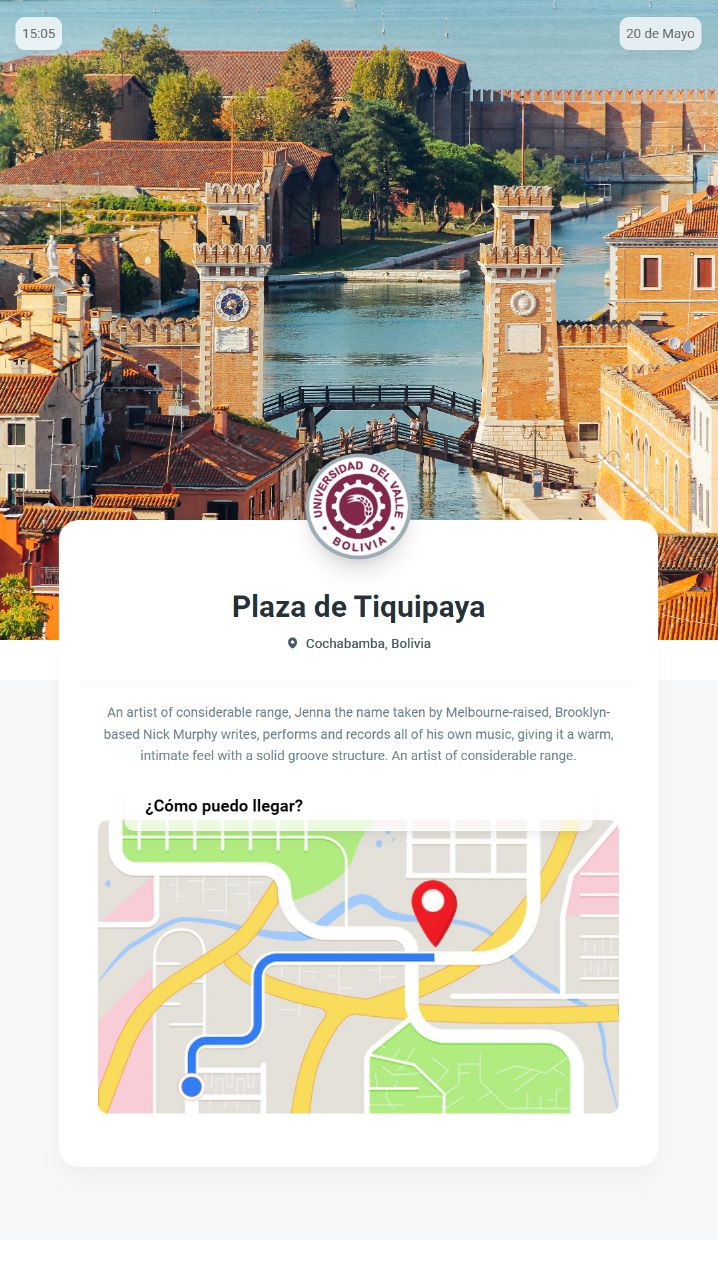 15:05
20 de Mayo
UNIVERSIDAD DEL VALLE
BOLIVIA
Plaza de Tiquipaya
Cochabamba, Bolivia
An artist of considerable range, Jenna the name taken by Melbourne-raised, Brooklyn-
based Nick Murphy writes, performs and records all of his own music, giving it a warm,
intimate feel with a solid groove structure. An artist of considerable range.
¿Cómo puedo llegar?